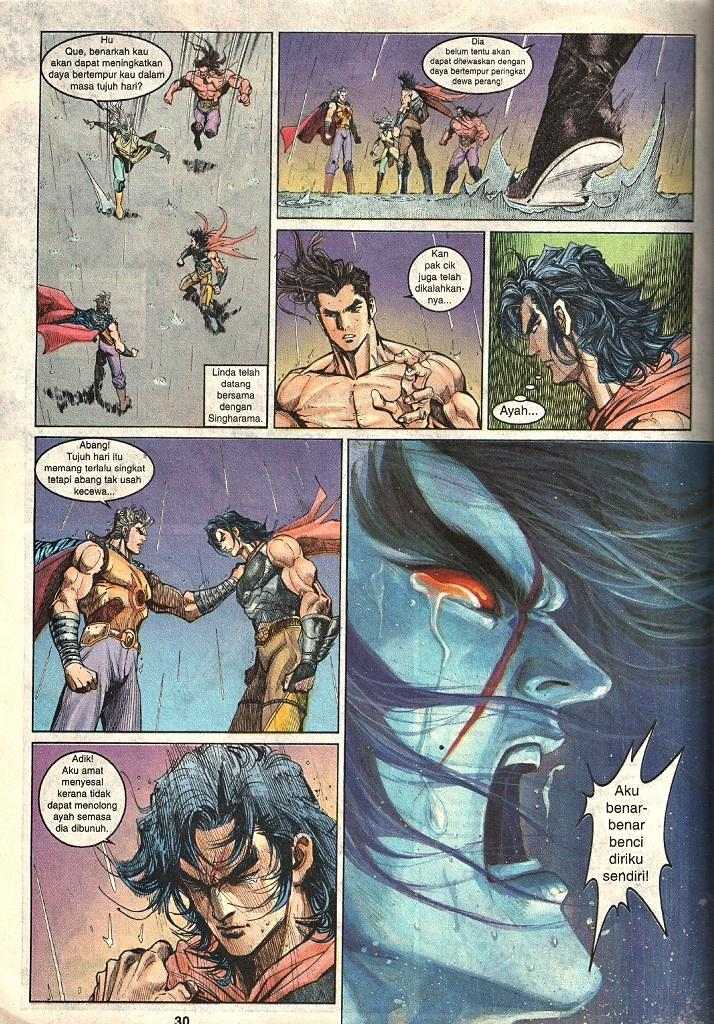 Hu
Que, benarkah kau
akan dapat meningkatkan
daya bertempur kau dalam
masa tujuh hari?
Dia
belum tentu akan
dapat ditewaskan dengan
daya bertempur peringkat
dewa perang!
Linda telah
datang
bersama
dengan
Singharama.
Kan
pak cik
juga telah
dikalahkan-
nya...
Ayah...
Abang!
Tujuh hari itu
memang terlalu singkat
tetapi abang tak usah
kecewa...
Aku
benar-
benar
benci
diriku
sendiri!
Adik!
Aku amat
menyesal
kerana tidak
dapat menolong
ayah semasa
dia dibunuh.
30